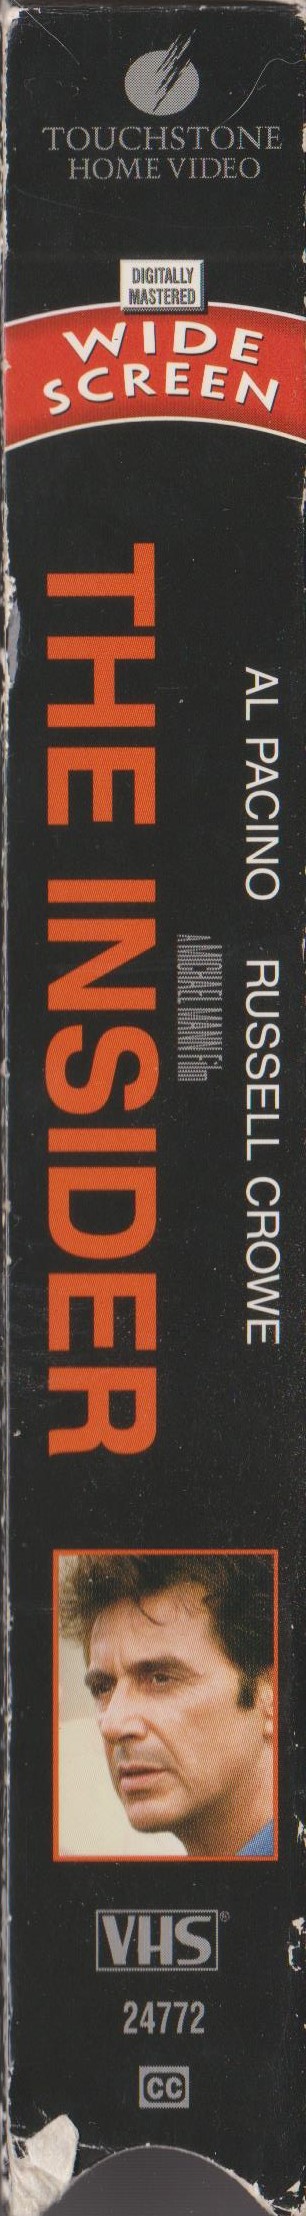 TOUCHSTONE
HOME VIDEO
DIGITALLY
MASTERED
WIDE
SCREEN
AL PACINO RUSSELL CROWE
A MICHAEL MANN Film
THE INSIDER
VHS®
24772
CC